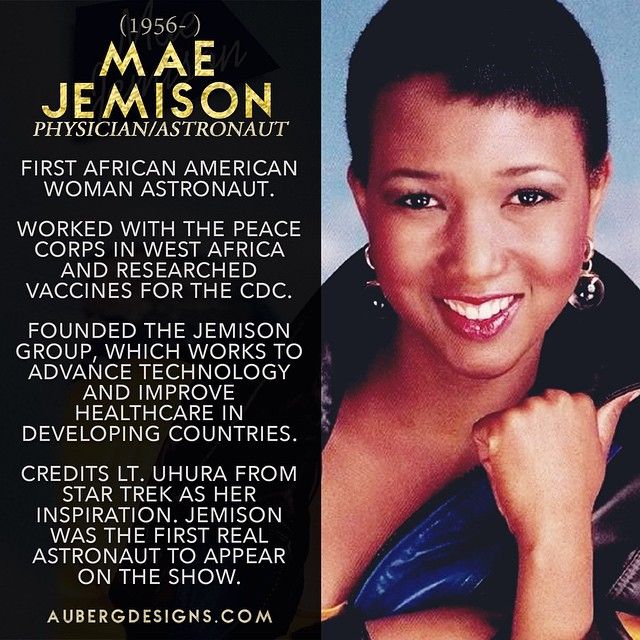 (1956- )
MAE
JEMISON
PHYSICIAN/ASTRONAUT
FIRST AFRICAN AMERICAN
WOMAN ASTRONAUT.
WORKED WITH THE PEACE
CORPS IN WEST AFRICA
AND RESEARCHED
VACCINES FOR THE CDC.
FOUNDED THE JEMISON
GROUP, WHICH WORKS TO
ADVANCE TECHNOLOGY
AND IMPROVE
HEALTHCARE IN
DEVELOPING COUNTRIES.
CREDITS LT. UHURA FROM
STAR TREK AS HER
INSPIRATION. JEMISON
WAS THE FIRST REAL
ASTRONAUT TO APPEAR
ON THE SHOW.
AUBERGDESIGNS.COM